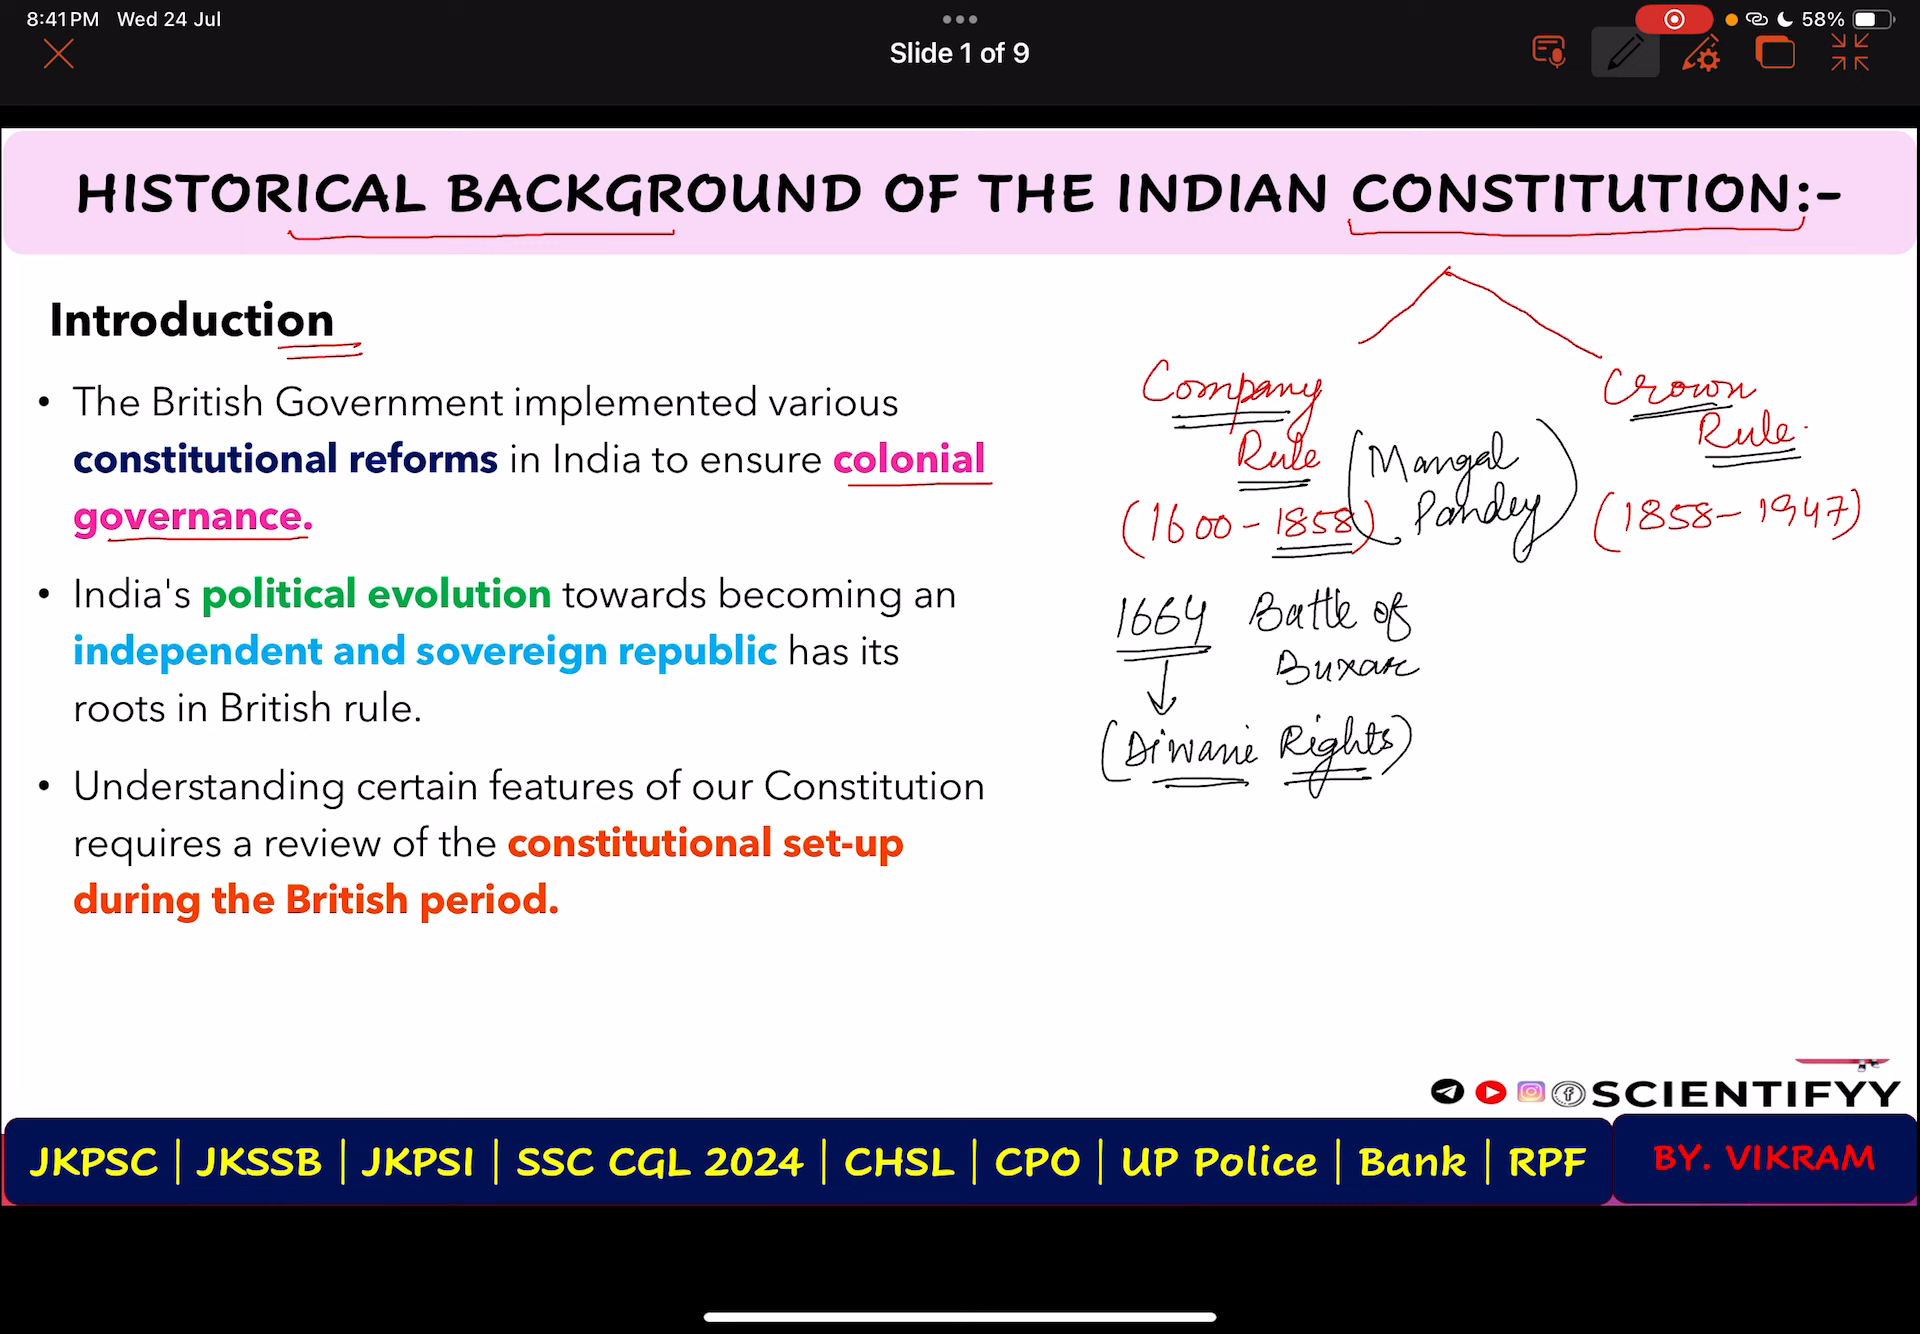 8:41 PM Wed 24 Jul
58%
Slide 1 of 9
HISTORICAL BACKGROUND OF THE INDIAN CONSTITUTION:-
Introduction
• The British Government implemented various
constitutional reforms in India to ensure colonial
governance.
• India's political evolution towards becoming an
independent and sovereign republic has its
roots in British rule.
• Understanding certain features of our Constitution
requires a review of the constitutional set-up
during the British period.
Company
Rule
(1600-1858)
(Mangal
Pandey)
Crown
Rule.
(1858-1947)
1664 Battle of
Buxar
(Diwani Rights)
SCIENTIFYY
JKPSC | JKSSB | JKPSI | SSC CGL 2024 | CHSL | CPO | UP Police | Bank | RPF
BY. VIKRAM